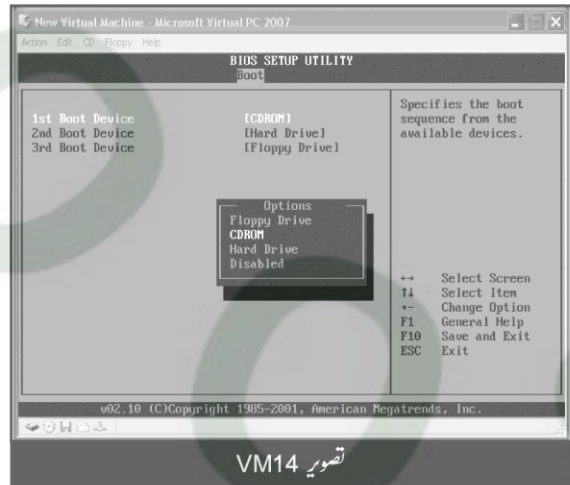 New Virtual Machine - Microsoft Virtual PC 2007
Action Edit CD Floppy Help
BIOS SETUP UTILITY
Boot
1st Boot Device [CDROM]
2nd Boot Device [Hard Drive]
3rd Boot Device [Floppy Drive]
Options
Floppy Drive
CDROM
Hard Drive
Disabled
Specifies the boot
sequence from the
available devices.
↔ Select Screen
↑↓ Select Item
+- Change Option
F1 General Help
F10 Save and Exit
ESC Exit
v02.10 (C)Copyright 1985-2001, American Megatrends, Inc.
تصویر VM14